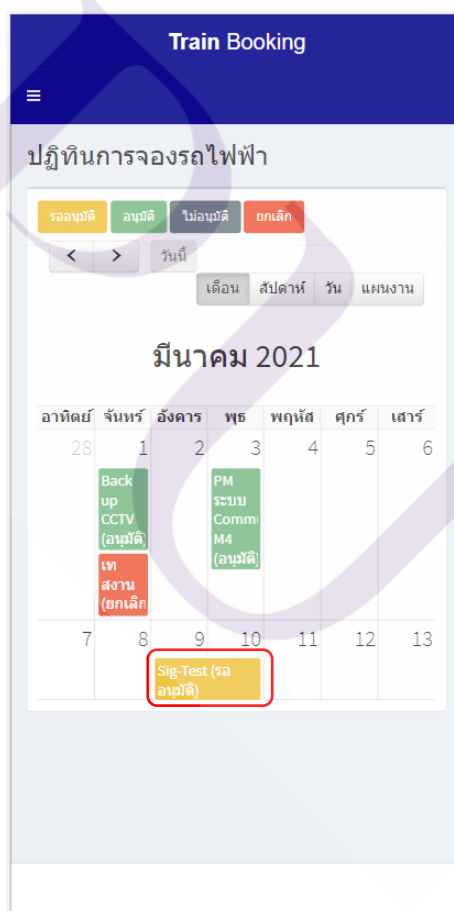 Train Booking
ปฏิทินการจองรถไฟฟ้า
รออนุมัติ อนุมัติ ไม่อนุมัติ ยกเลิก
วันนี้
เดือน สัปดาห์ วัน แผนงาน
มีนาคม 2021
อาทิตย์ จันทร์ อังคาร พุธ พฤหัส ศุกร์ เสาร์
28 1 2 3 4 5 6
Back
up
CCTV
(อนุมัติ)
PM
ระบบ
Comm
M4
(อนุมัติ)
เท
สงาน
(ยกเลิก
7 8 9 10 11 12 13
Sig-Test (รอ
อนุมัติ)